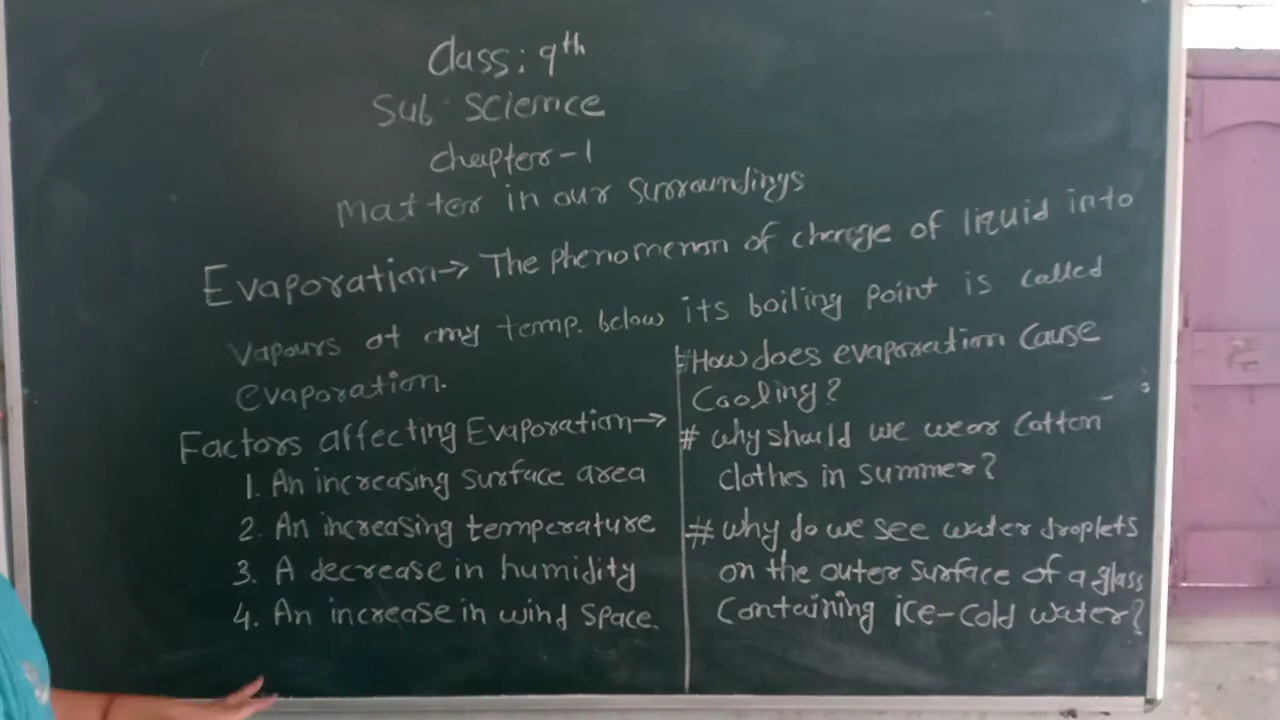 Class: 9th
Sub: Science
Chapter-1
Matter in our surroundings
Evaporation→ The phenomenon of change of liquid into
vapours at any temp. below its boiling point is called
evaporation.
Factors affecting Evaporation→
1. An increasing surface area
2. An increasing temperature
3. A decrease in humidity
4. An increase in wind space.
#How does evaporation cause
cooling?
# why should we wear cotton
clothes in summer?
# why do we see water droplets
on the outer surface of a glass
containing ice-cold water?